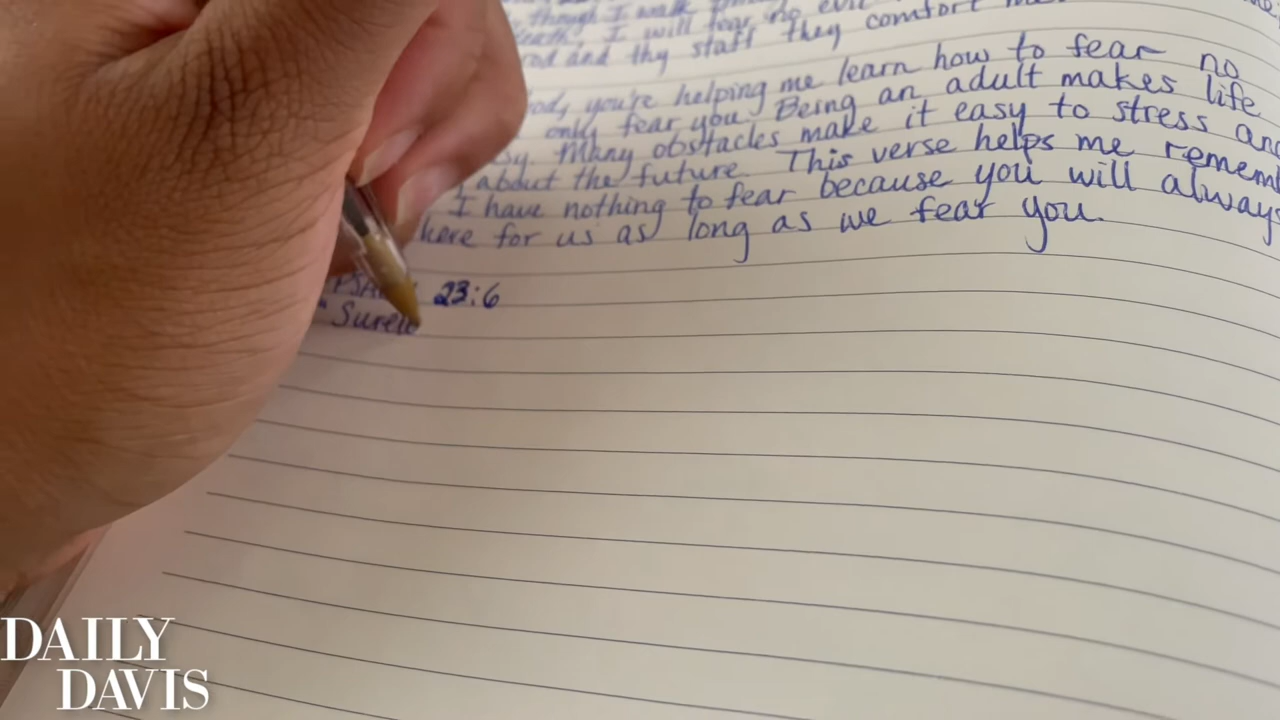 though I walk
death, I will fear no evil
rod and thy staff they comfort me
God, you're helping me learn how to fear no
only fear you. Being an adult makes life
Many obstacles make it easy to stress and
about the future. This verse helps me rememb
I have nothing to fear because you will always
here for us as long as we fear you.
23:6
"Surely
DAILY
DAVIS